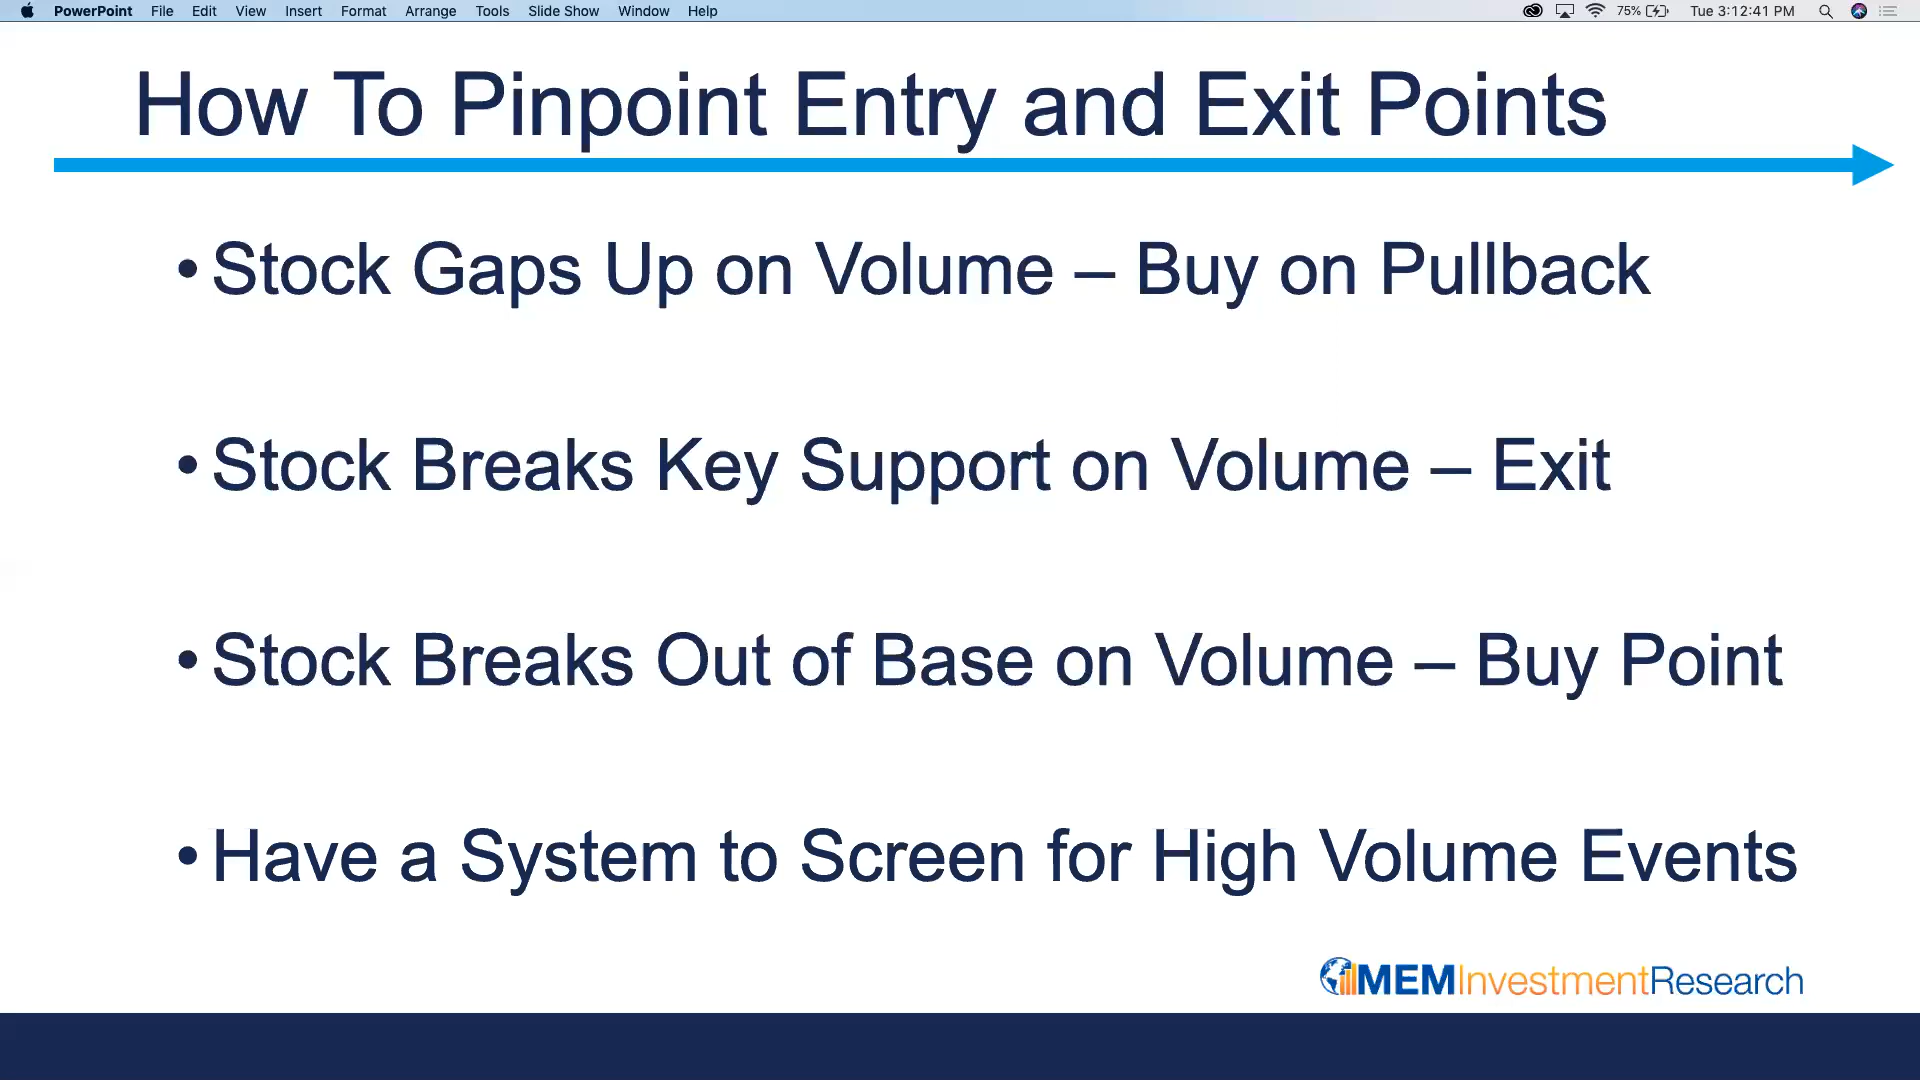 PowerPoint File Edit View Insert Format Arrange Tools Slide Show Window Help 75% Tue 3:12:41 PM
How To Pinpoint Entry and Exit Points
• Stock Gaps Up on Volume – Buy on Pullback
• Stock Breaks Key Support on Volume – Exit
• Stock Breaks Out of Base on Volume – Buy Point
• Have a System to Screen for High Volume Events
MEMInvestmentResearch